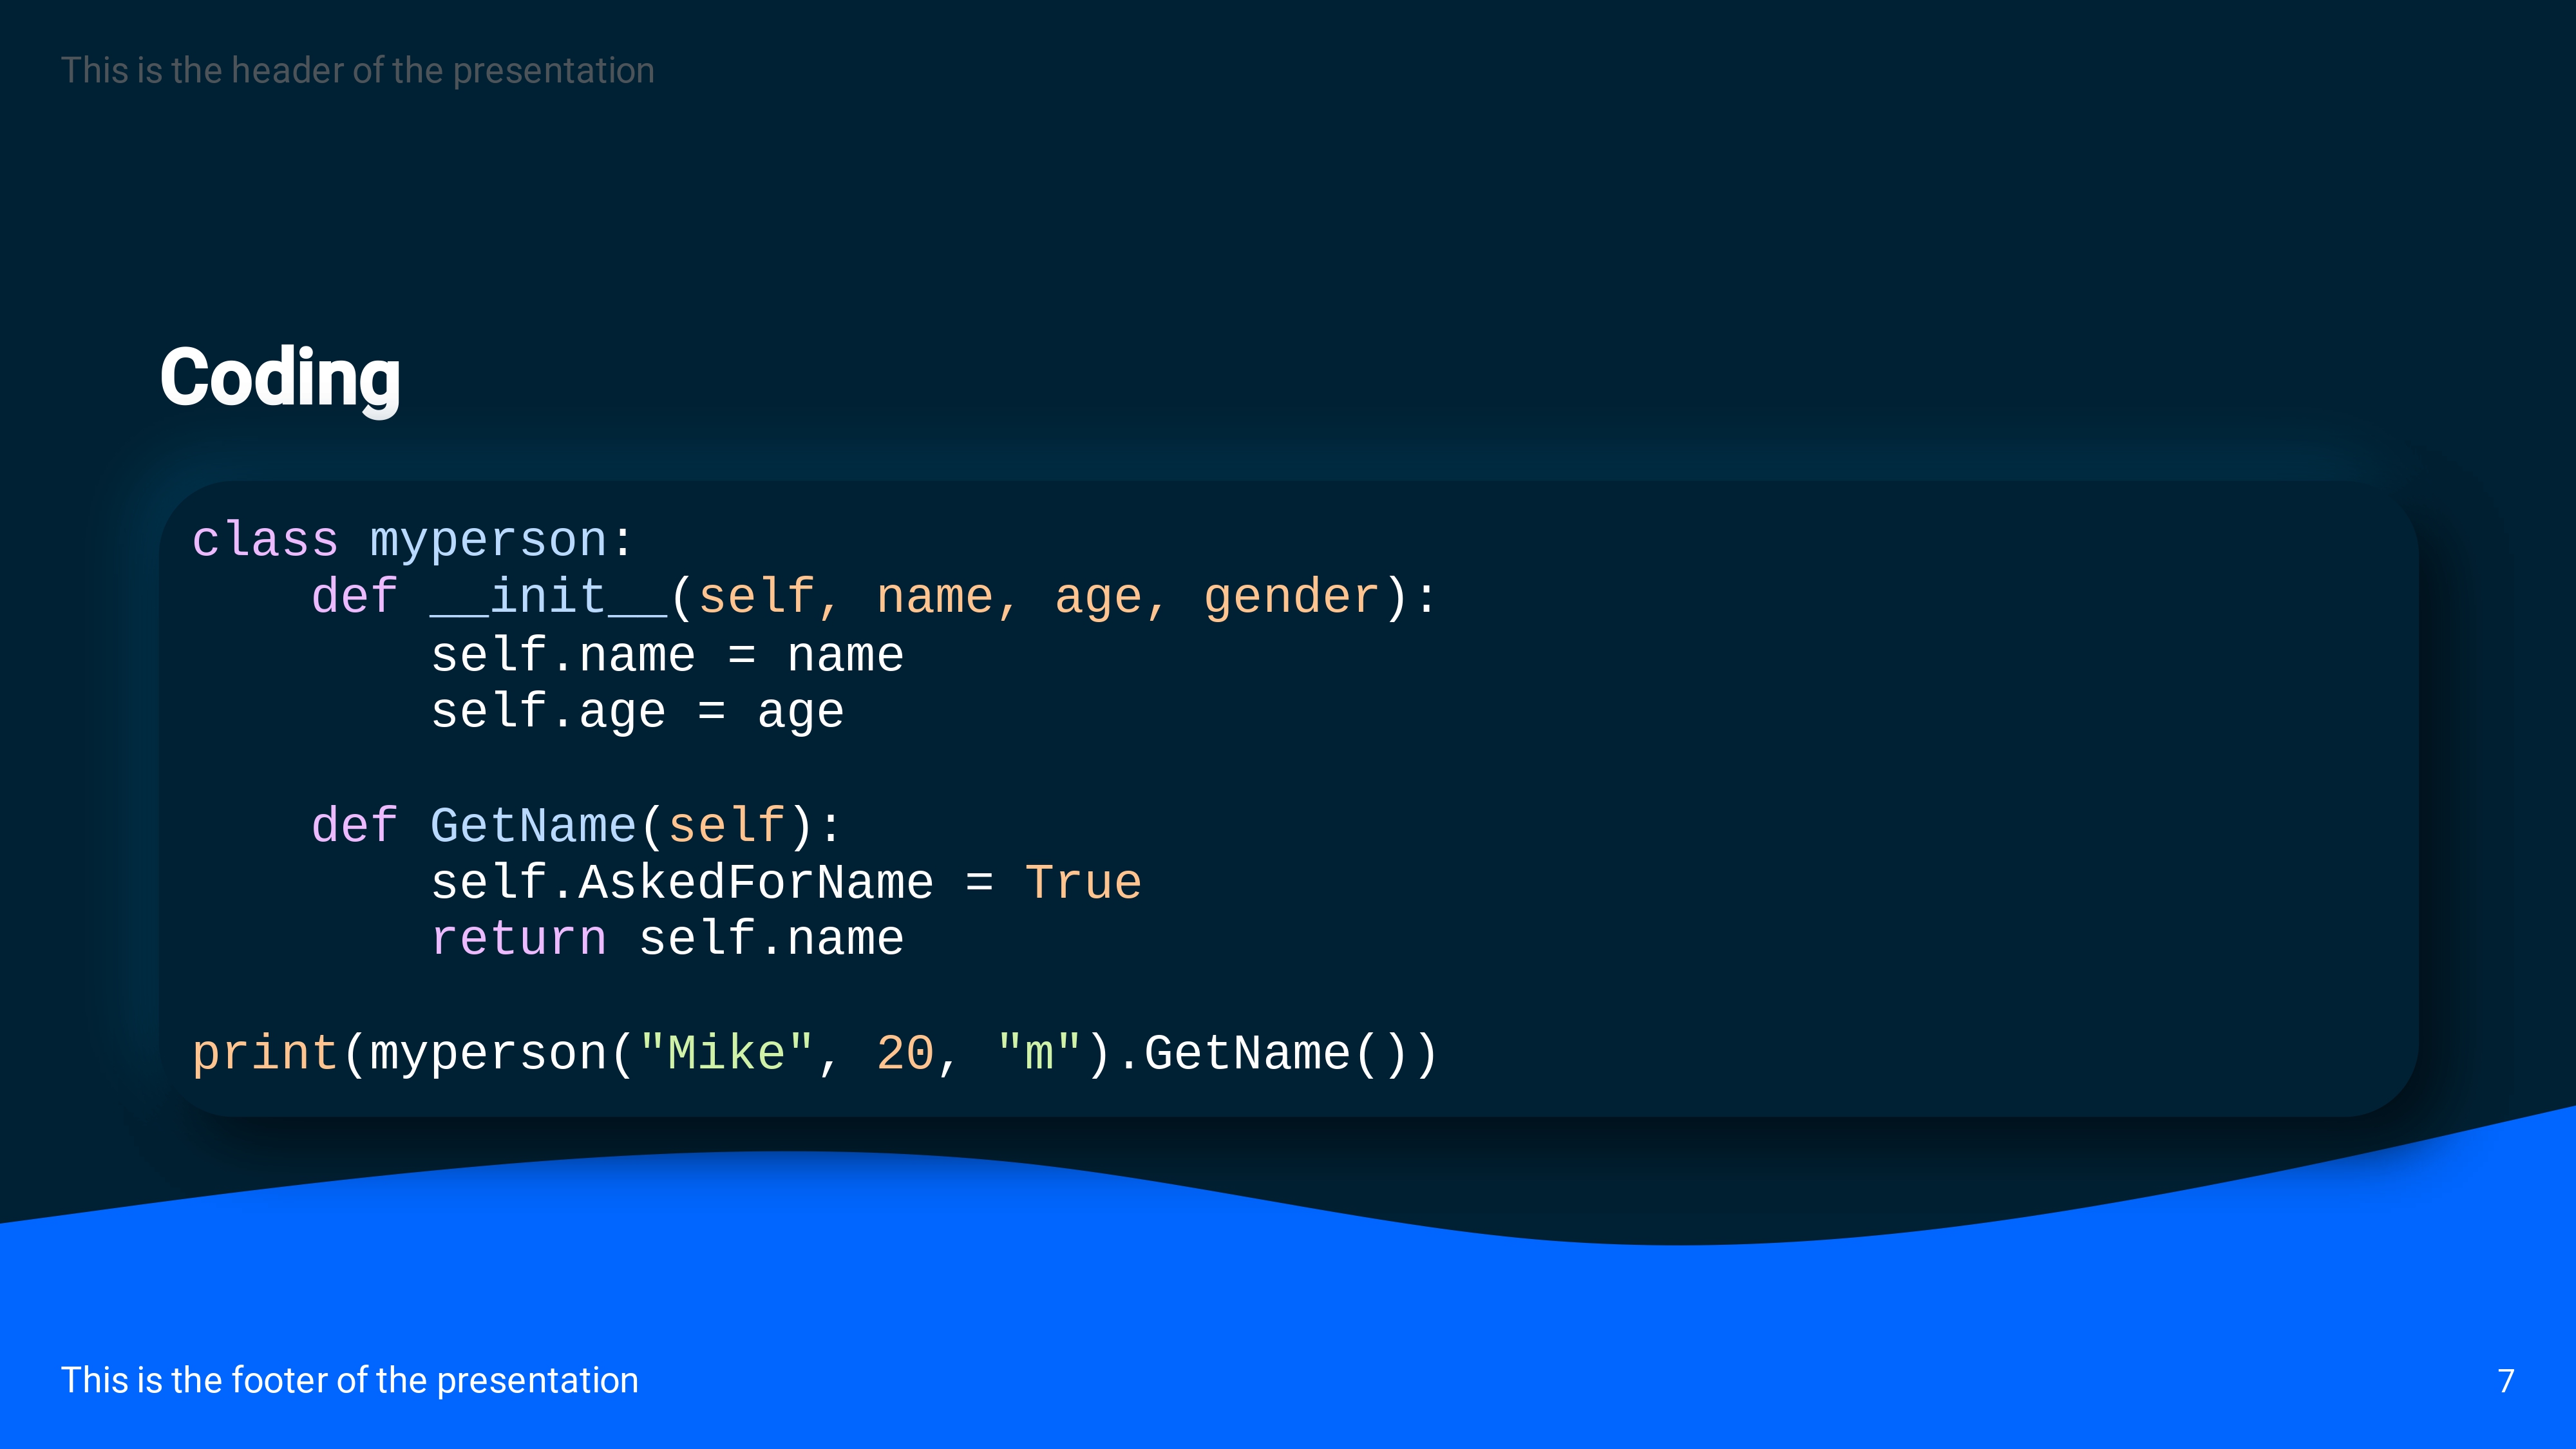 This is the header of the presentation
Coding
class myperson:
    def __init__(self, name, age, gender):
        self.name = name
        self.age = age
    def GetName(self):
        self.AskedForName = True
        return self.name
print(myperson("Mike", 20, "m").GetName())
This is the footer of the presentation
7